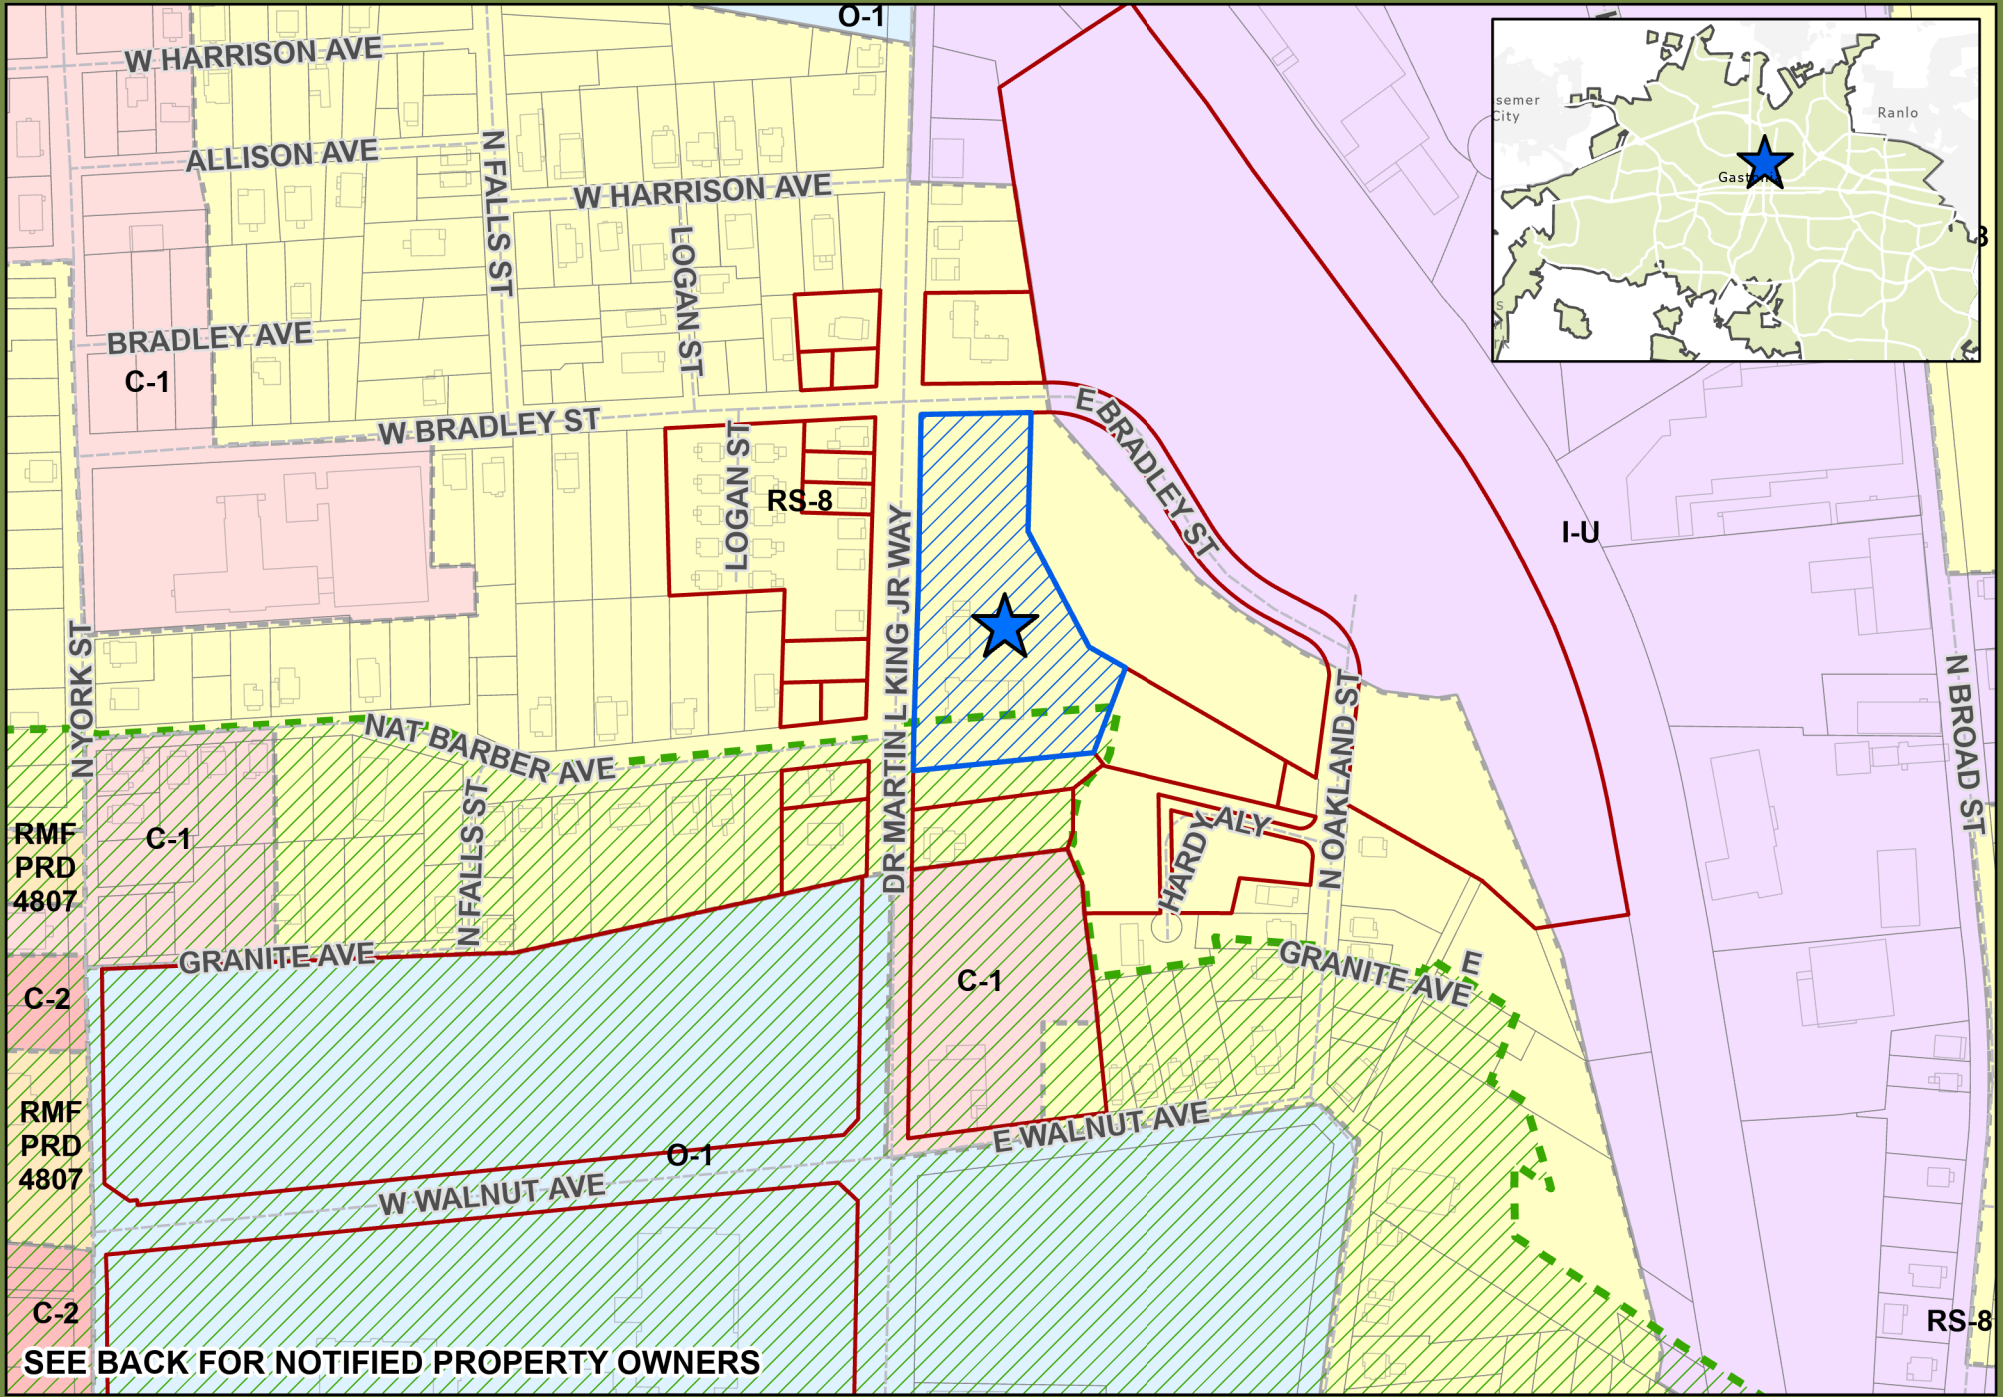 O-1
W HARRISON AVE
ALLISON AVE
N FALLS ST
W HARRISON AVE
LOGAN ST
BRADLEY AVE
C-1
W BRADLEY ST
LOGAN ST
RS-8
E BRADLEY ST
I-U
semer
City
Ranlo
Gastonia
N YORK ST
DR MARTIN L KING JR WAY
NAT BARBER AVE
N FALLS ST
N OAKLAND ST
N BROAD ST
HARDY ALY
RMF
PRD
4807
C-1
GRANITE AVE
C-2
C-1
E
GRANITE AVE
RMF
PRD
4807
O-1
E WALNUT AVE
W WALNUT AVE
C-2
RS-8
SEE BACK FOR NOTIFIED PROPERTY OWNERS